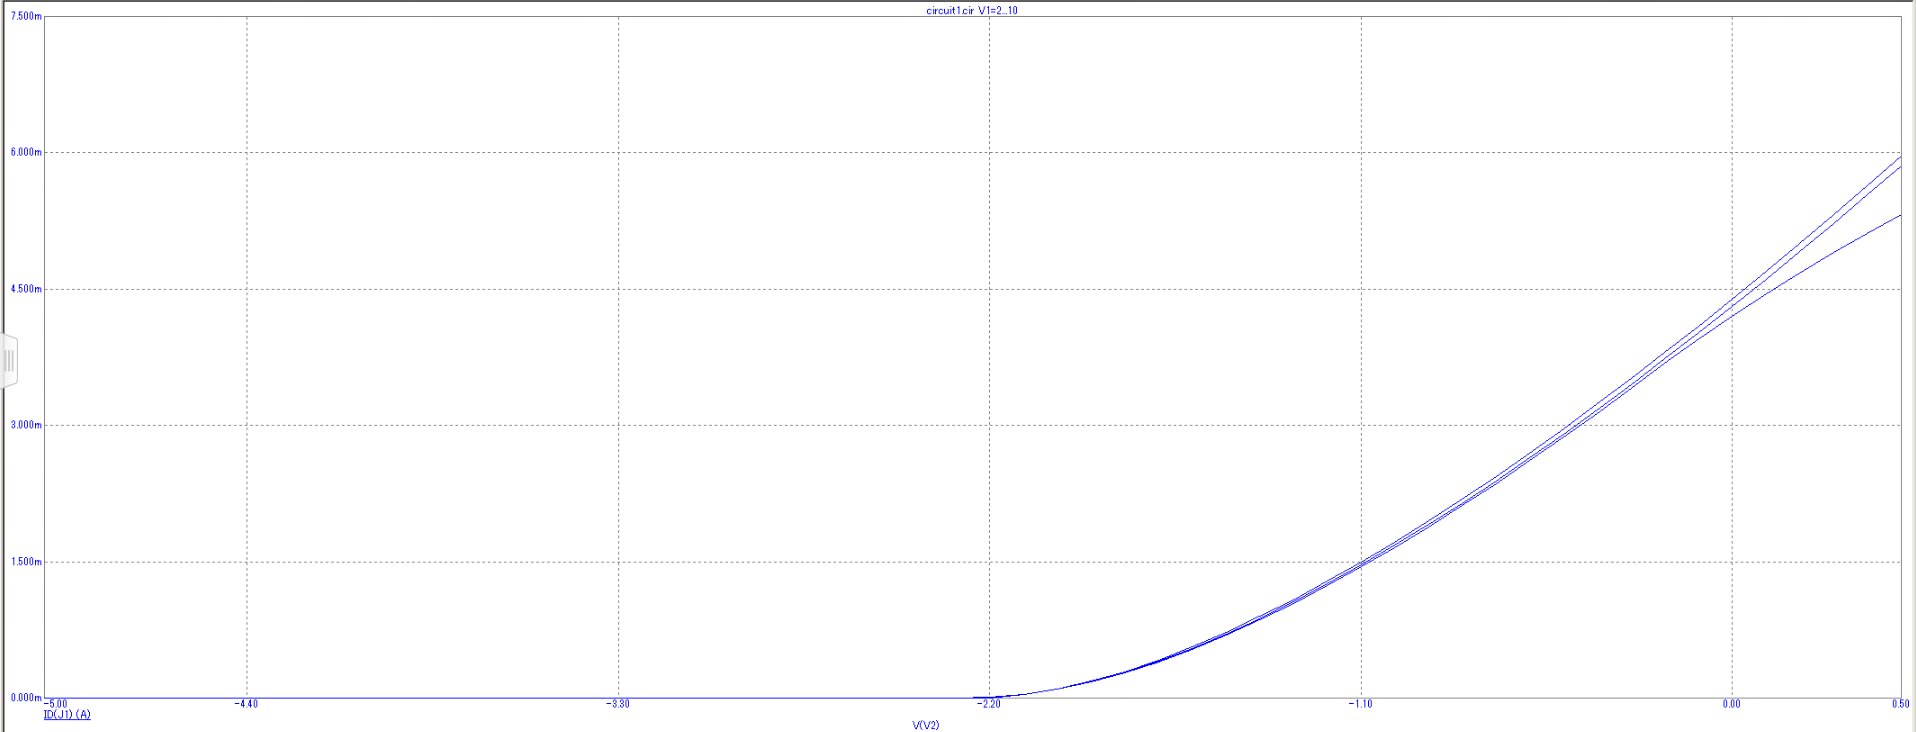 circuit1.cir V1=2...10
7.500m
6.000m
4.500m
3.000m
1.500m
0.000m
-5.00 -4.40 -3.30 -2.20 -1.10 0.00 0.50
ID(J1) (A)
V(V2)